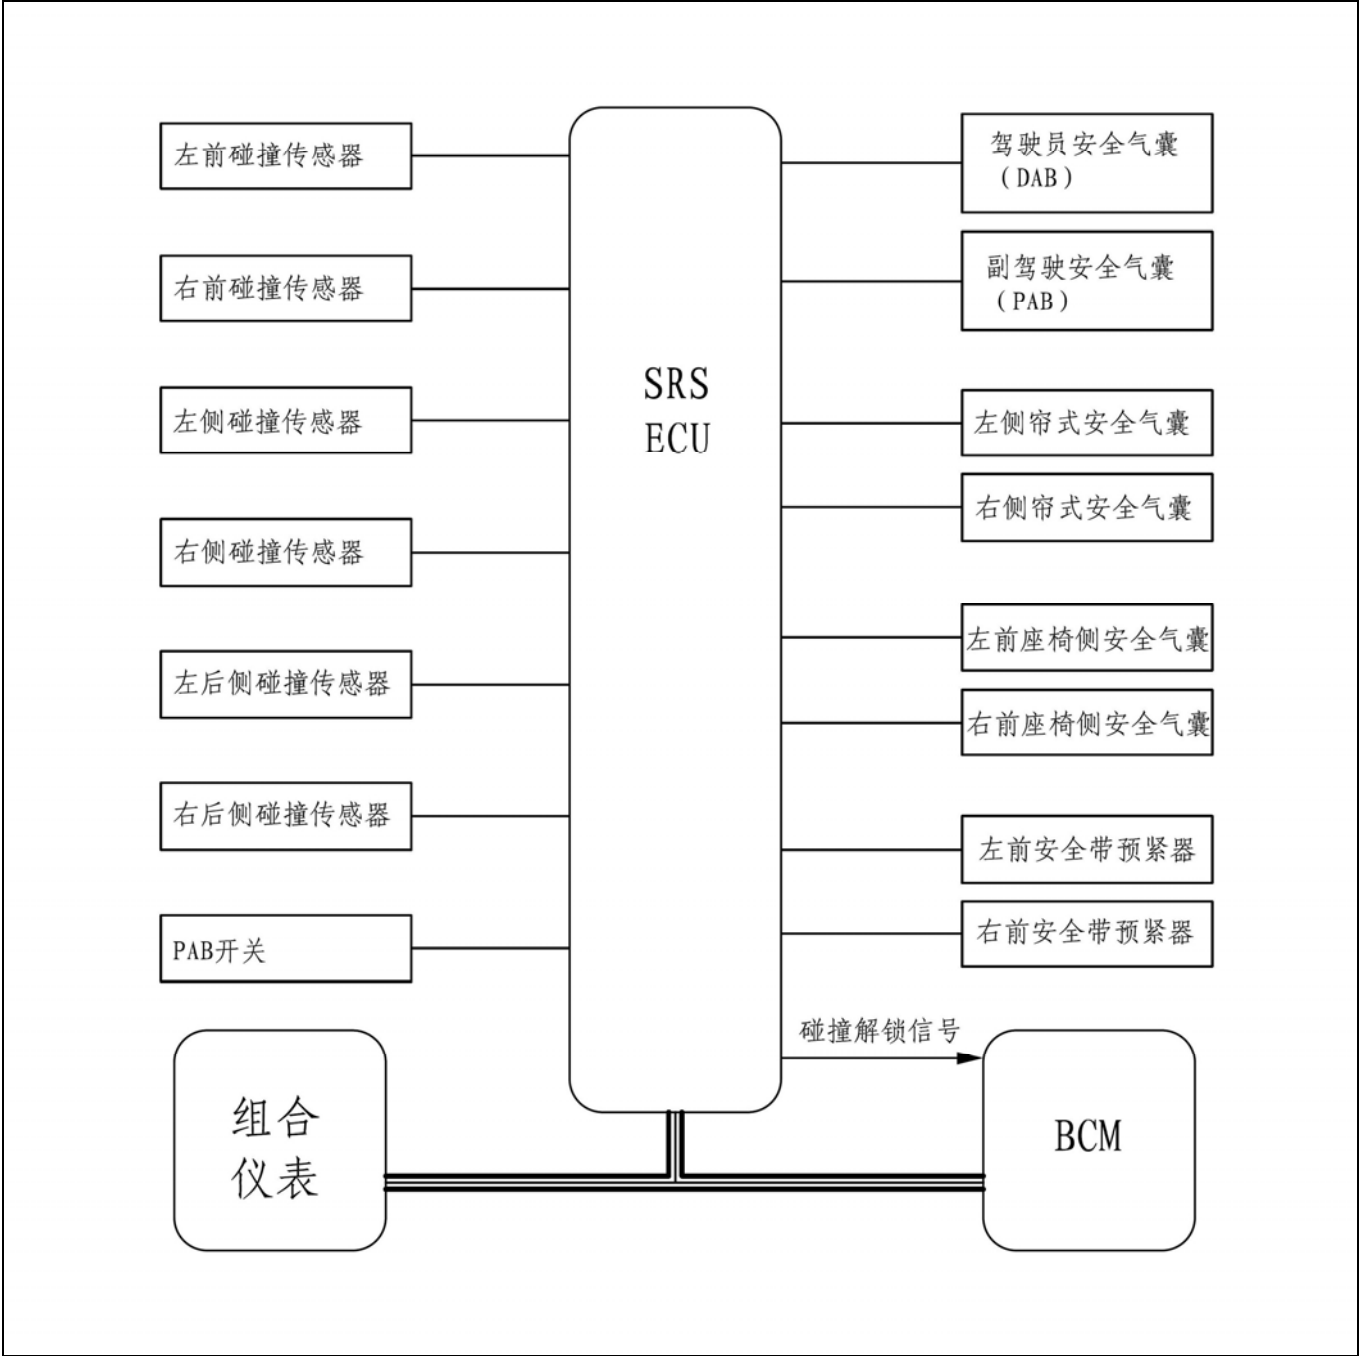 左前碰撞传感器
右前碰撞传感器
左侧碰撞传感器
右侧碰撞传感器
左后侧碰撞传感器
右后侧碰撞传感器
PAB开关
SRS
ECU
驾驶员安全气囊
（DAB）
副驾驶安全气囊
（PAB）
左侧帘式安全气囊
右侧帘式安全气囊
左前座椅侧安全气囊
右前座椅侧安全气囊
左前安全带预紧器
右前安全带预紧器
碰撞解锁信号
组合
仪表
BCM